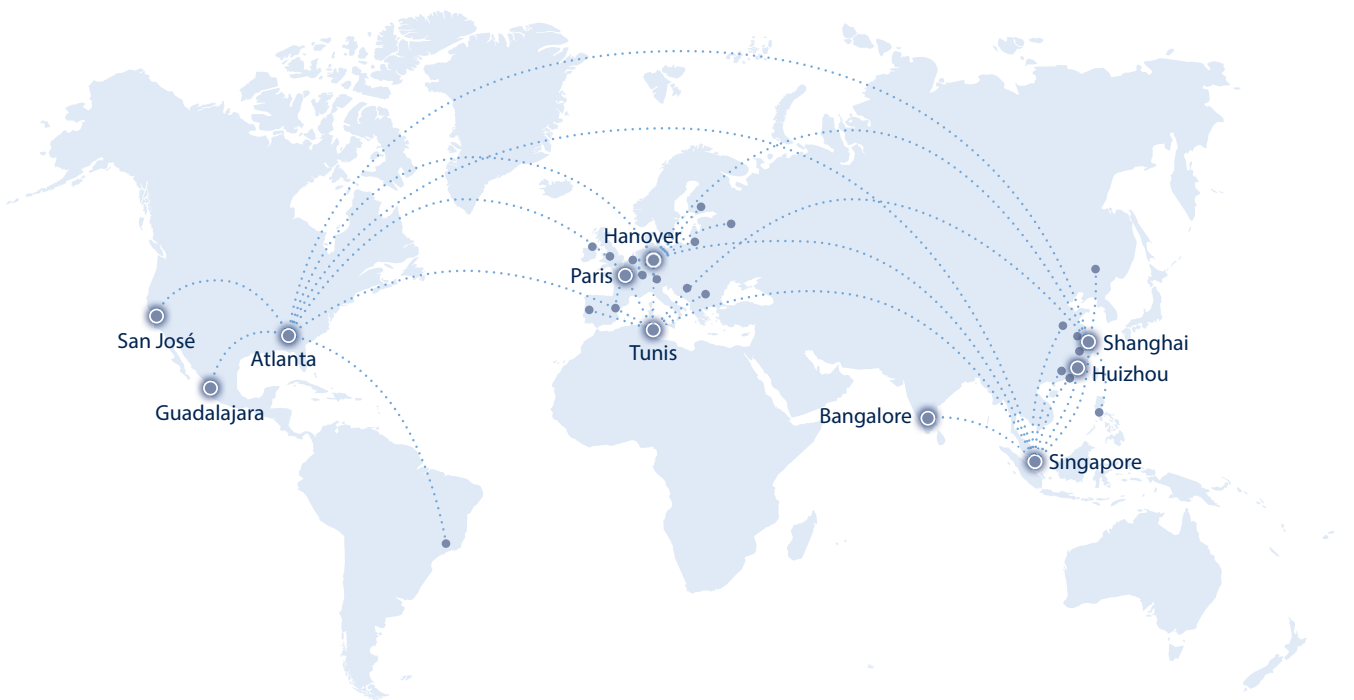 Hanover
Paris
San José
Shanghai
Atlanta
Tunis
Huizhou
Guadalajara
Bangalore
Singapore